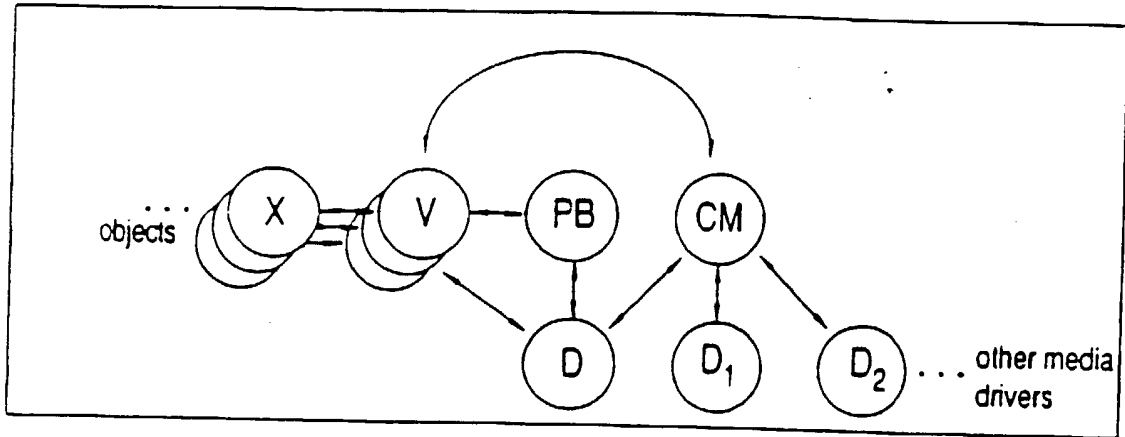 X
V
PB
CM
. . .
objects
D
D1
D2
. . . other media
drivers